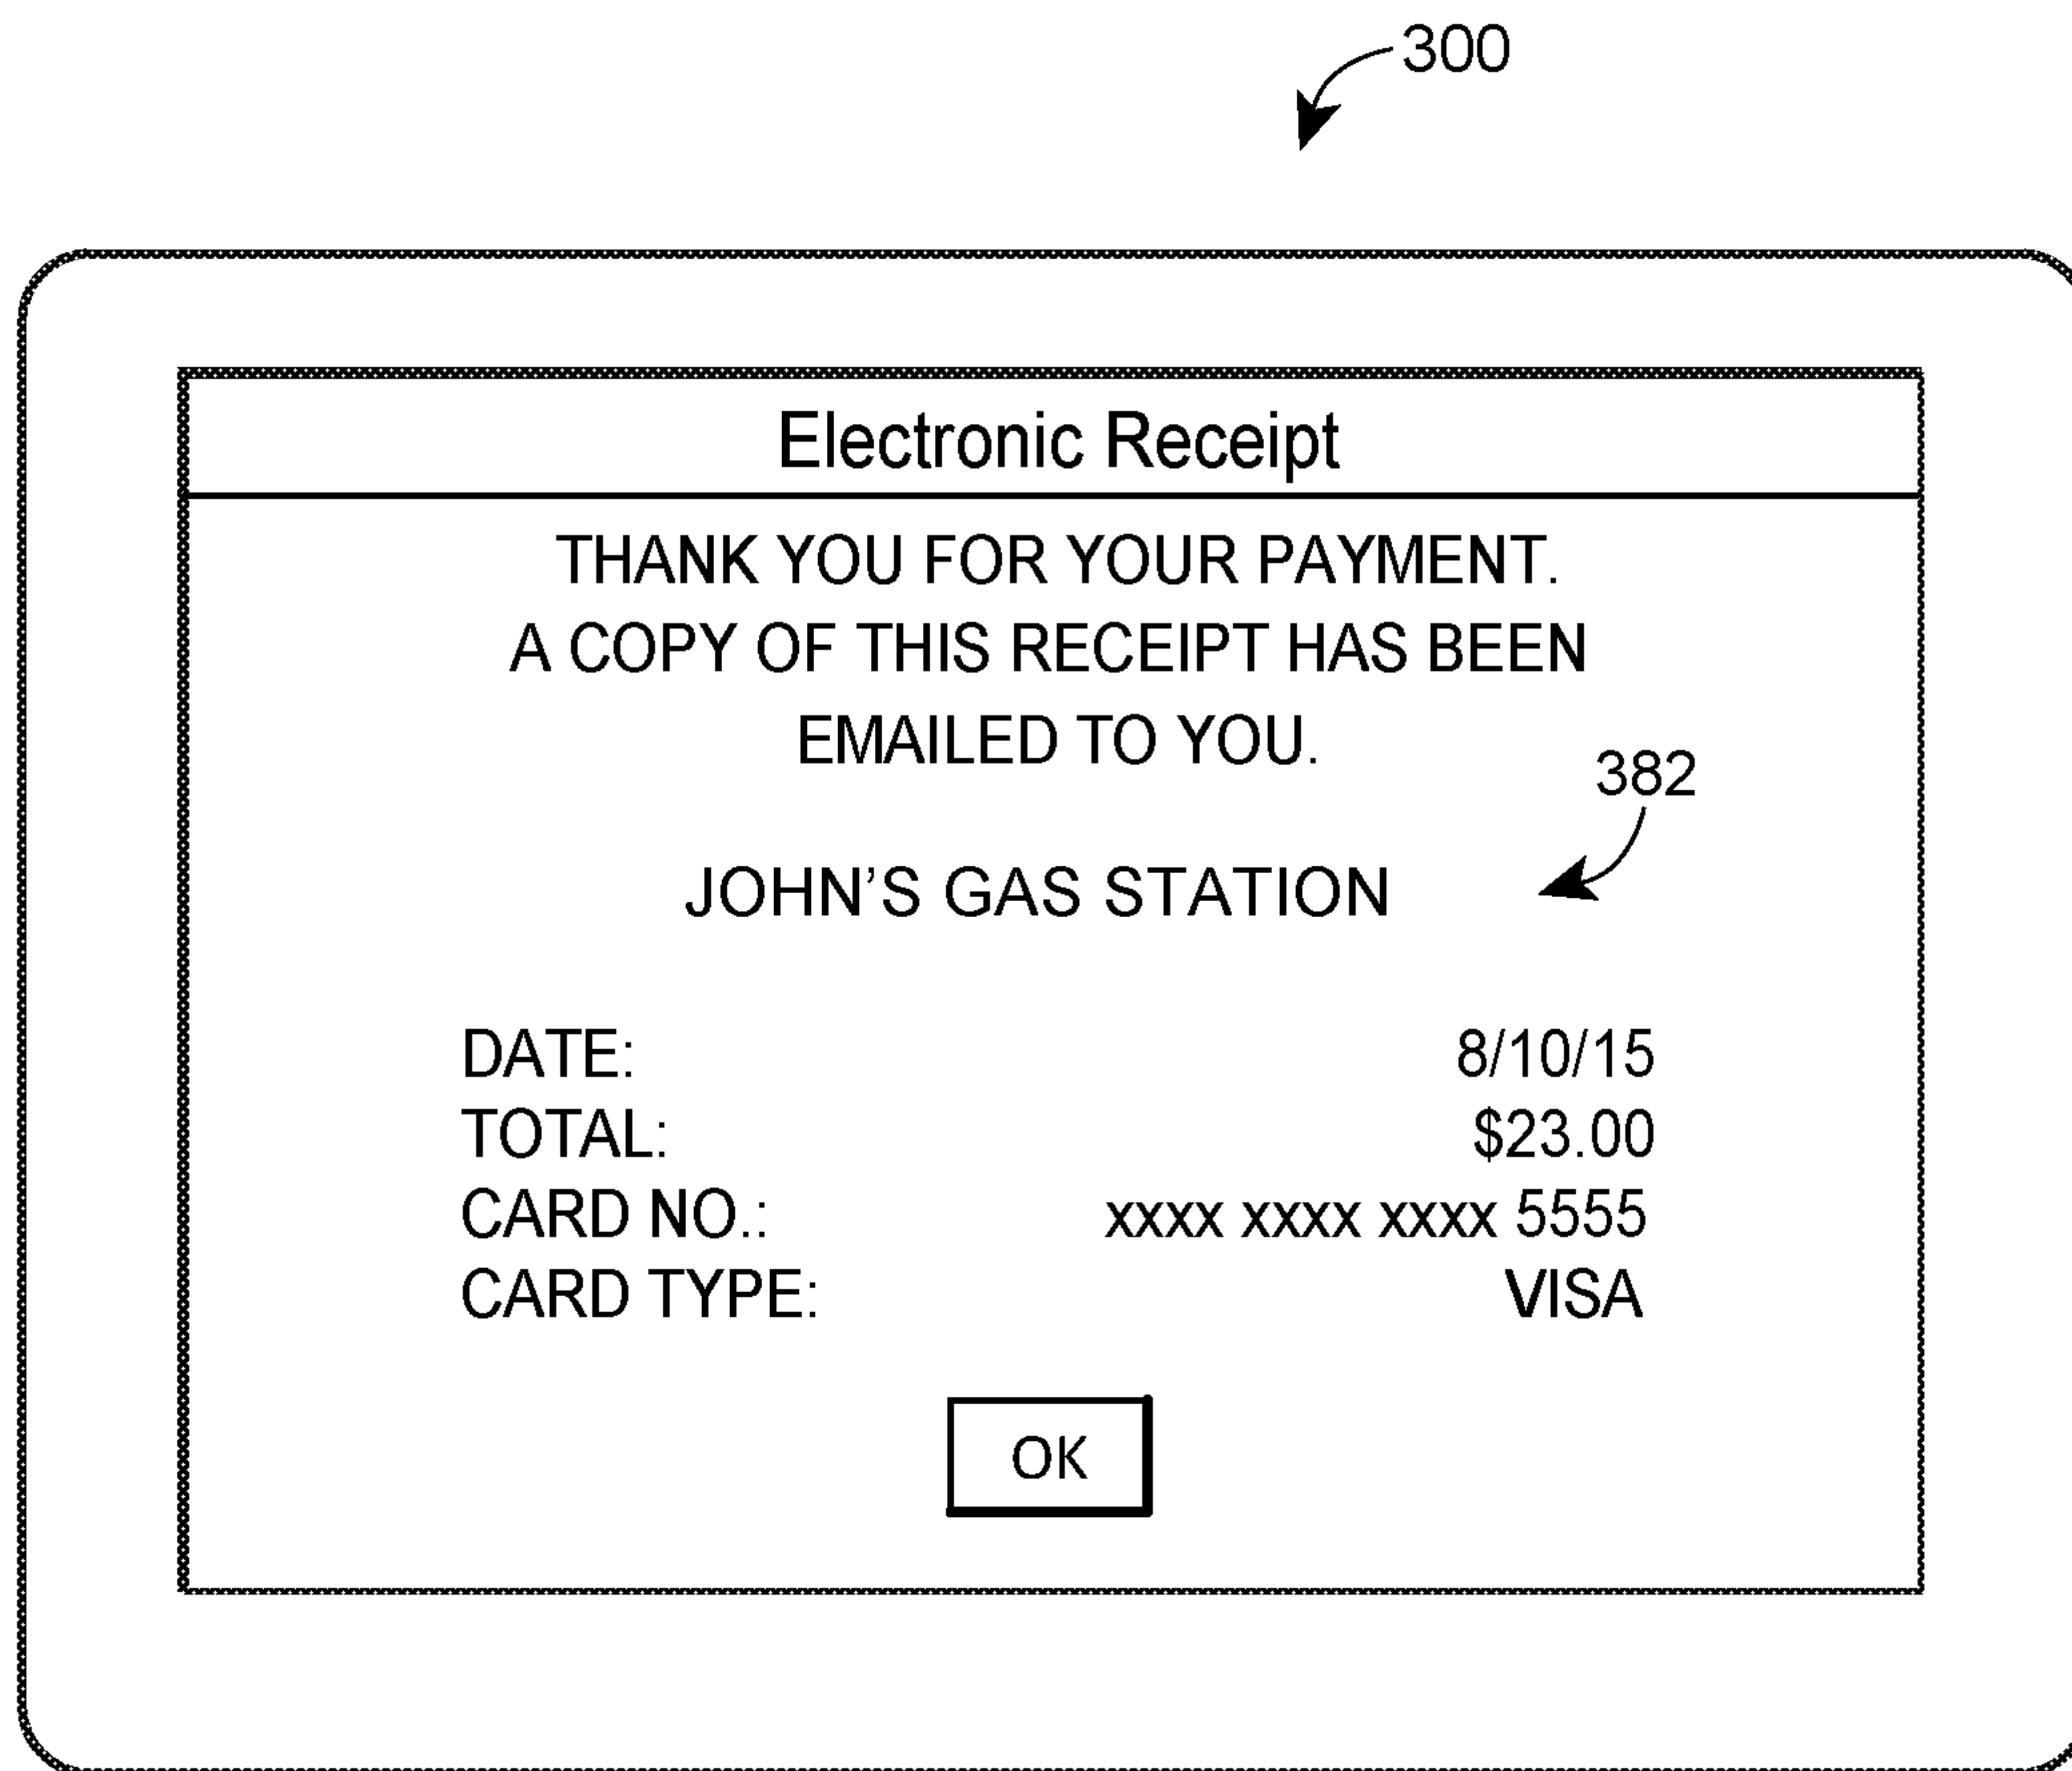 300
Electronic Receipt
THANK YOU FOR YOUR PAYMENT.
A COPY OF THIS RECEIPT HAS BEEN
EMAILED TO YOU.
382
JOHN'S GAS STATION
DATE: 8/10/15
TOTAL: $23.00
CARD NO.: xxxx xxxx xxxx 5555
CARD TYPE: VISA
OK